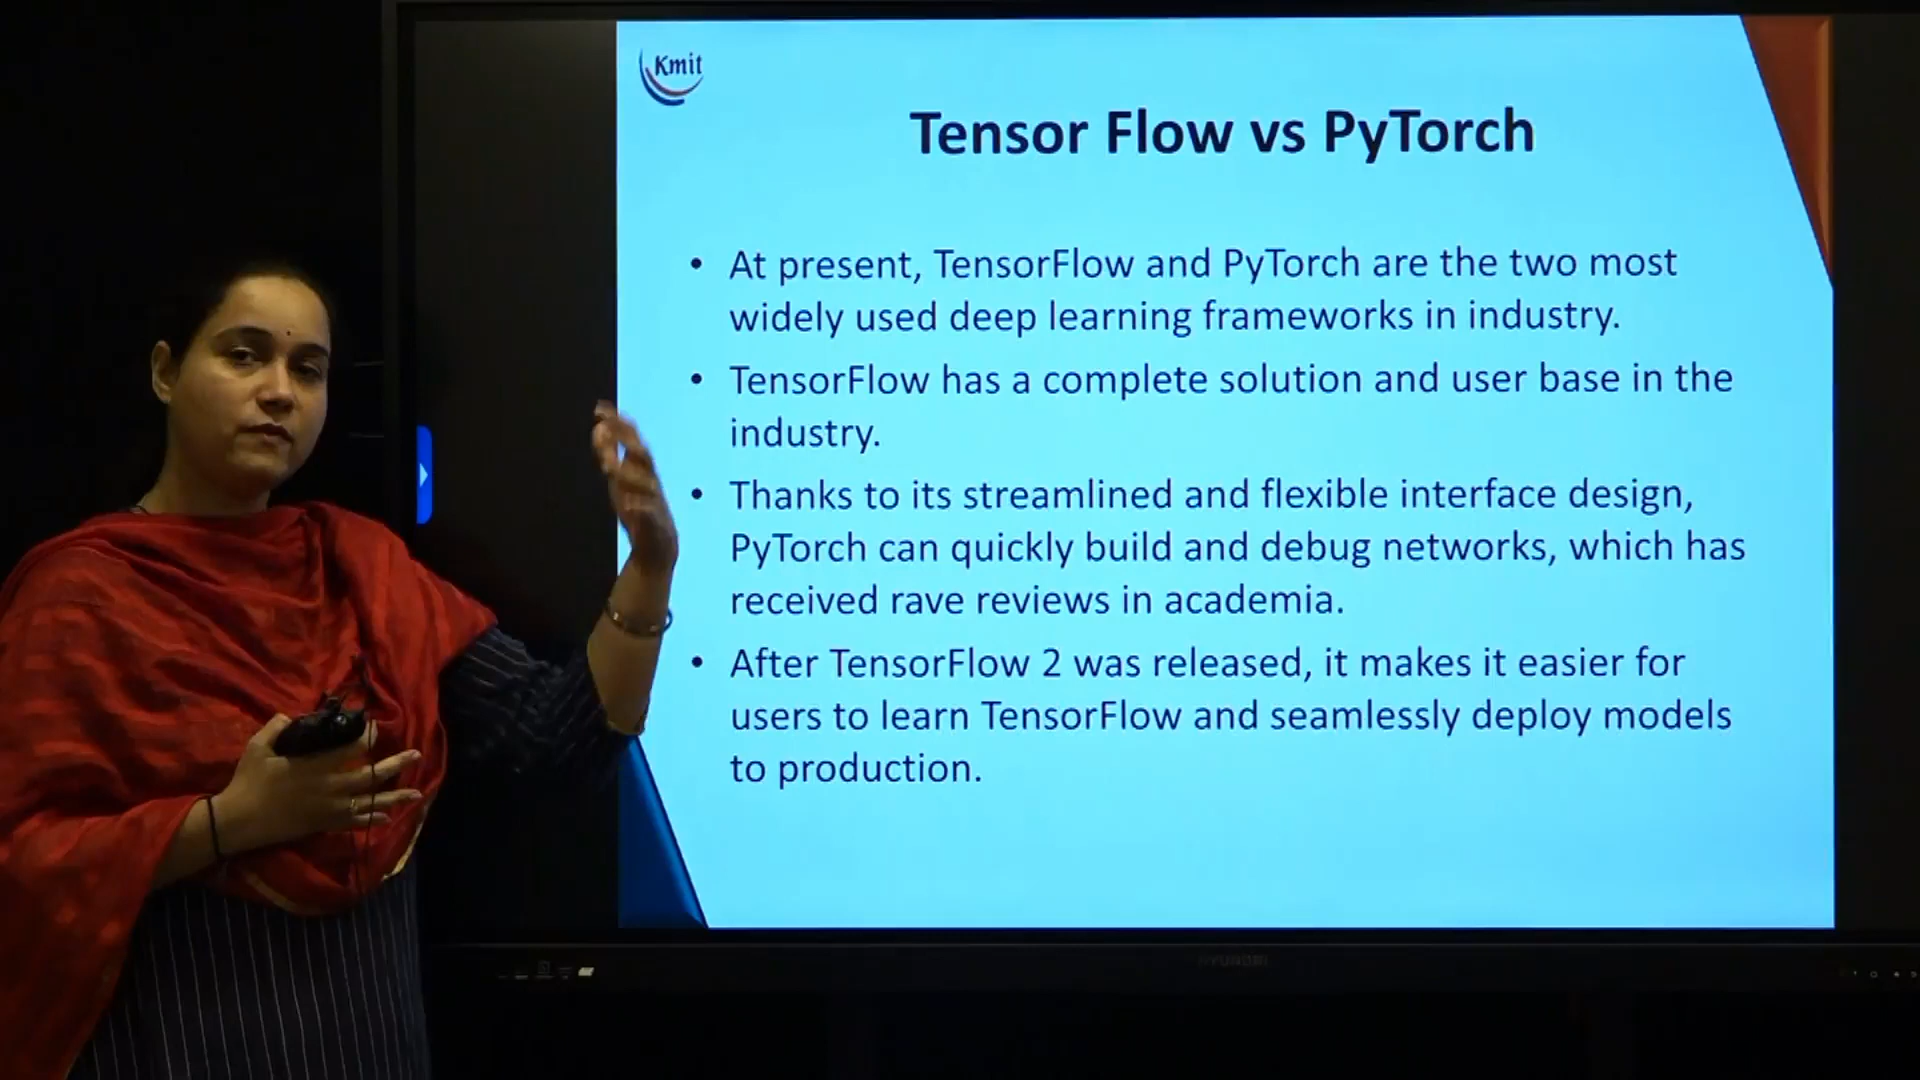 Kmit
Tensor Flow vs PyTorch
• At present, TensorFlow and PyTorch are the two most
widely used deep learning frameworks in industry.
• TensorFlow has a complete solution and user base in the
industry.
• Thanks to its streamlined and flexible interface design,
PyTorch can quickly build and debug networks, which has
received rave reviews in academia.
• After TensorFlow 2 was released, it makes it easier for
users to learn TensorFlow and seamlessly deploy models
to production.
HYUNDAI